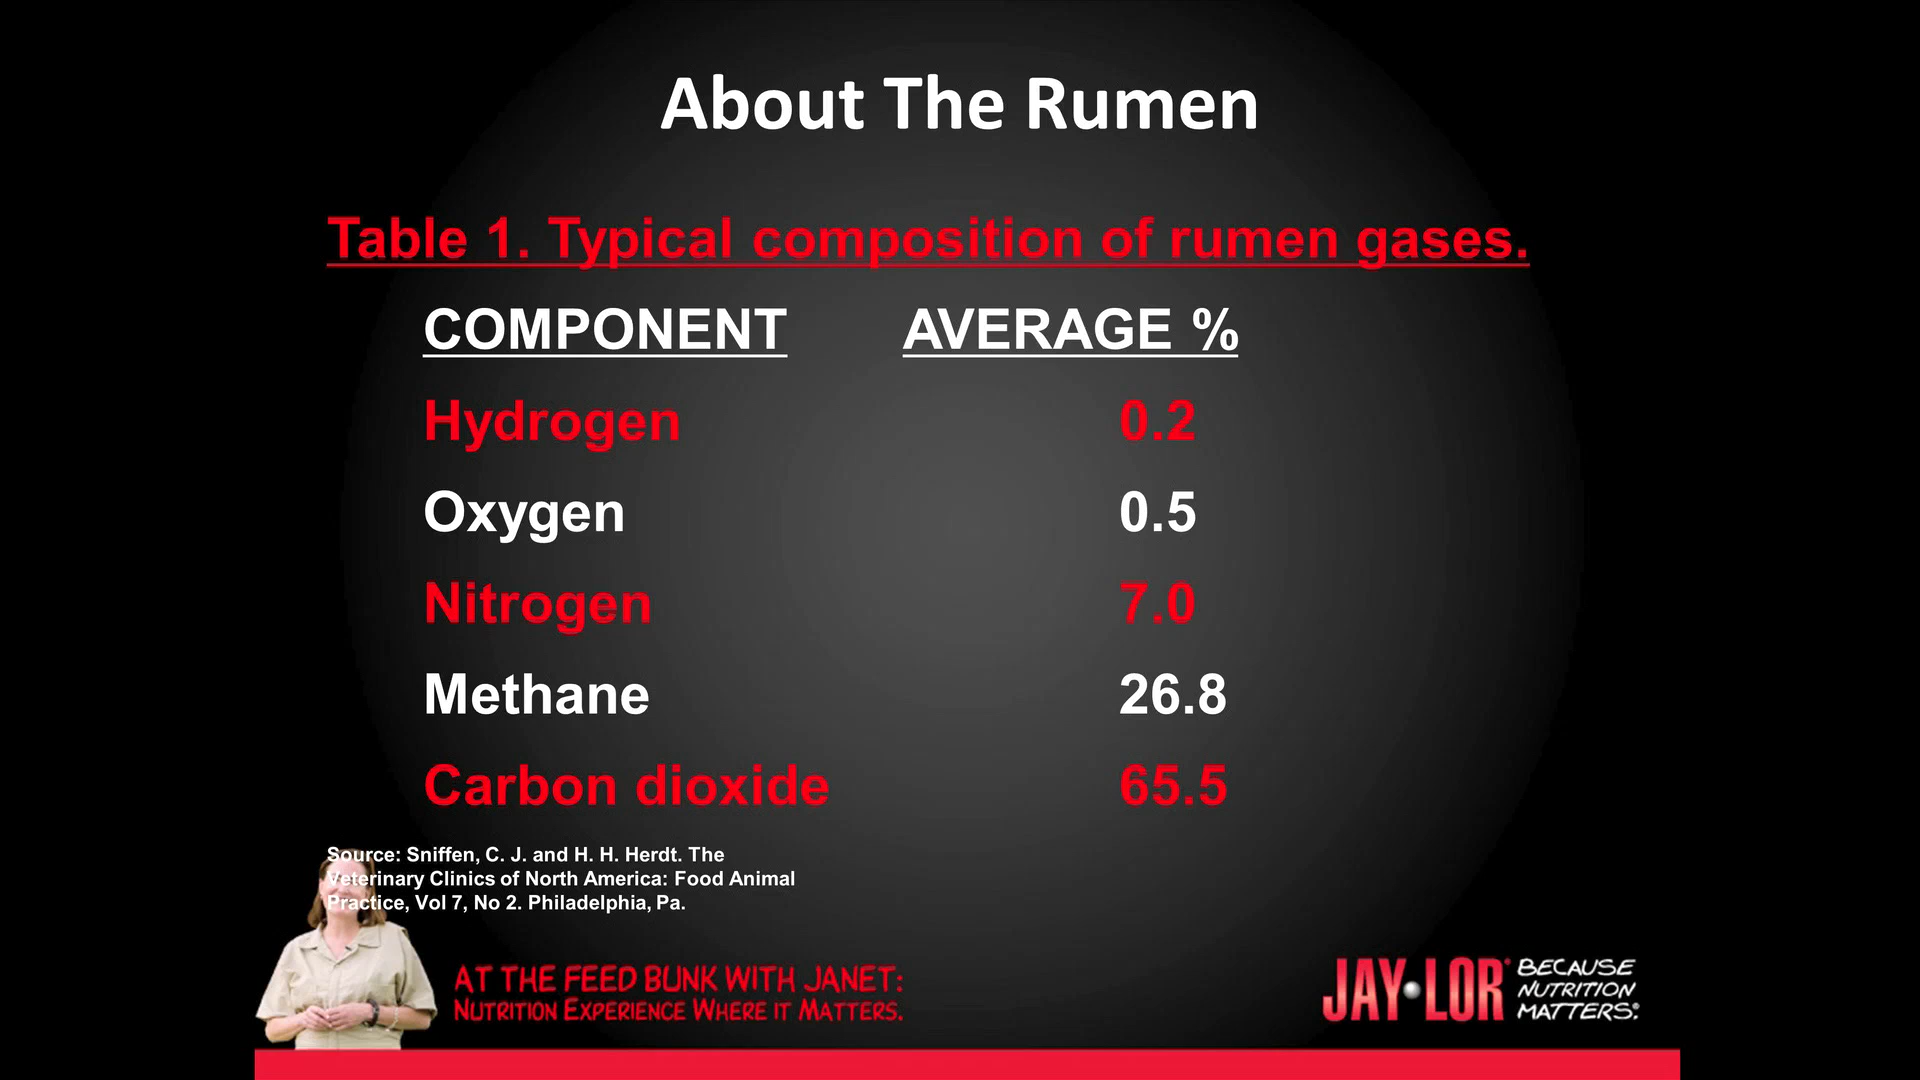 About The Rumen
Table 1. Typical composition of rumen gases.
COMPONENT AVERAGE %
Hydrogen 0.2
Oxygen 0.5
Nitrogen 7.0
Methane 26.8
Carbon dioxide 65.5
Source: Sniffen, C. J. and H. H. Herdt. The
Veterinary Clinics of North America: Food Animal
Practice, Vol 7, No 2. Philadelphia, Pa.
AT THE FEED BUNK WITH JANET:
NUTRITION EXPERIENCE WHERE IT MATTERS.
JAY·LOR®
BECAUSE
NUTRITION
MATTERS.®